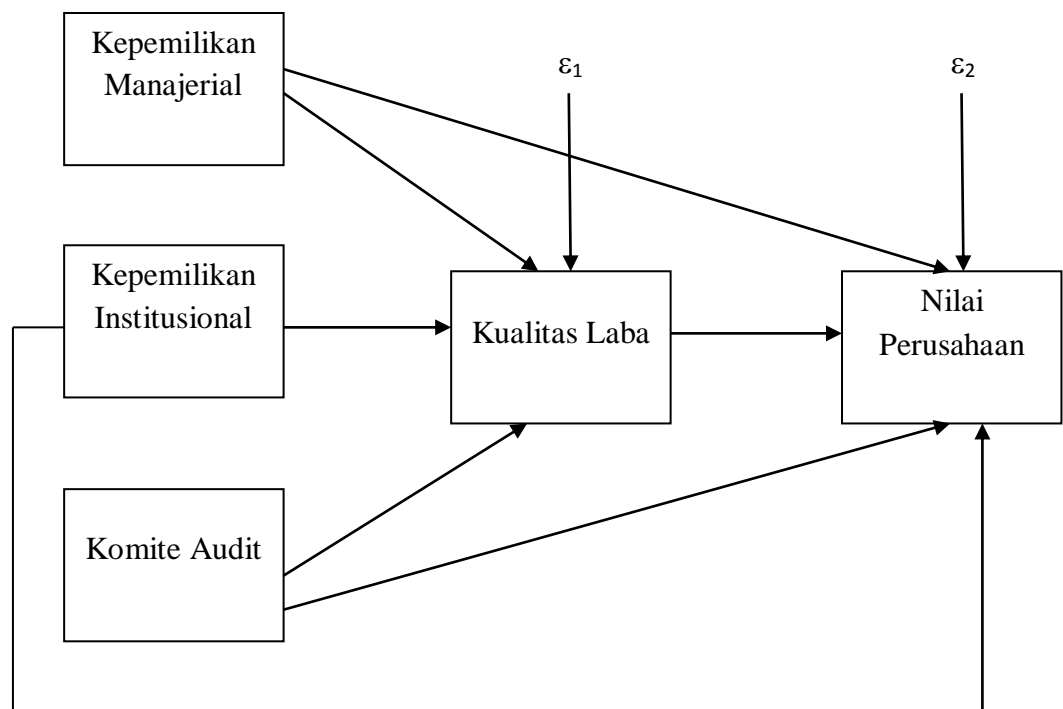 Kepemilikan
Manajerial
ε1
ε2
Kepemilikan
Institusional
Kualitas Laba
Nilai
Perusahaan
Komite Audit